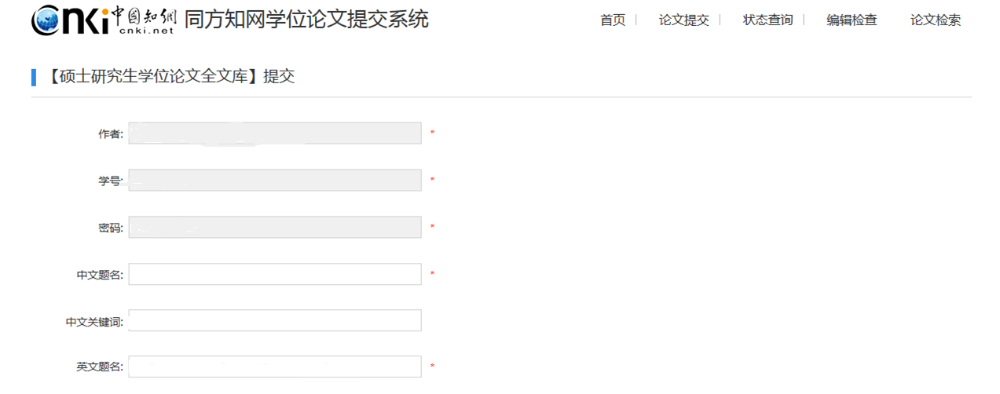 CNKI 中国知網 cnki.net 同方知网学位论文提交系统 首页 论文提交 状态查询 编辑检查 论文检索
【硕士研究生学位论文全文库】提交
作者: *
学号: *
密码: *
中文题名: *
中文关键词:
英文题名: *